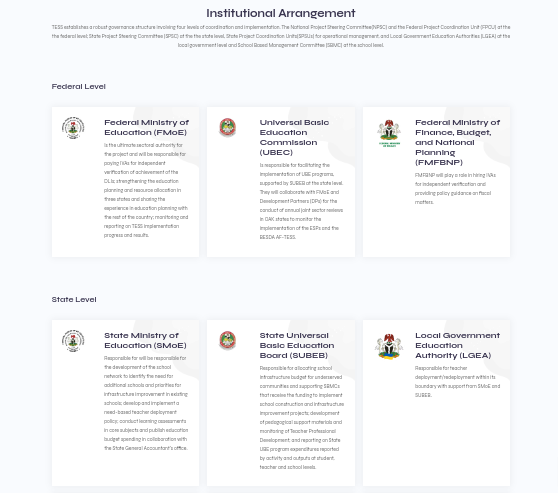 Institutional Arrangement
TESS establishes a robust governance structure involving four levels of coordination and implementation. The National Project Steering Committee(NPSC) and the Federal Project Coordination Unit (FPCU) at the
the federal level; State Project Steering Committee (SPSC) at the the state level, State Project Coordination Units(SPCUs) for operational management, and Local Government Education Authorities (LGEA) at the
local government level and School Based Management Committee (SBMC) at the school level.
Federal Level
Federal Ministry of
Education (FMoE)
Is the ultimate sectoral authority for
the project and will be responsible for
paying IVAs for independent
verification of achievement of the
DLIs; strengthening the education
planning and resource allocation in
three states and sharing the
experience in education planning with
the rest of the country; monitoring and
reporting on TESS implementation
progress and results.
Universal Basic
Education
Commission
(UBEC)
Is responsible for facilitating the
implementation of UBE programs,
supported by SUBEB at the state level.
They will collaborate with FMoE and
Development Partners (DPs) for the
conduct of annual joint sector reviews
in OAK states to monitor the
implementation of the ESPs and the
BESDA AF-TESS.
Federal Ministry of
Finance, Budget,
and National
Planning
(FMFBNP)
FMFBNP will play a role in hiring IVAs
for independent verification and
providing policy guidance on fiscal
matters.
State Level
State Ministry of
Education (SMoE)
Responsible for will be responsible for
the development of the school
network to identify the need for
additional schools and priorities for
infrastructure improvement in existing
schools; develop and implement a
need-based teacher deployment
policy; conduct learning assessments
in core subjects and publish education
budget spending in collaboration with
the State General Accountant's office.
State Universal
Basic Education
Board (SUBEB)
Responsible for allocating school
infrastructure budget for underserved
communities and supporting SBMCs
that receive the funding to implement
school construction and infrastructure
improvement projects; development
of pedagogical support materials and
monitoring of Teacher Professional
Development; and reporting on State
UBE program expenditures reported
by activity and outputs of student,
teacher and school levels.
Local Government
Education
Authority (LGEA)
Responsible for teacher
deployment/redeployment within its
boundary with support from SMoE and
SUBEB.